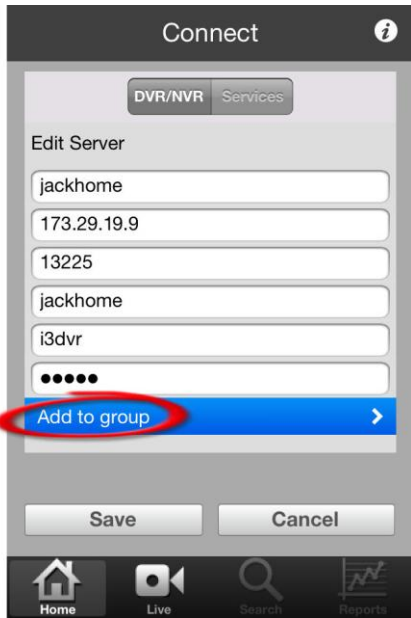 Connect
DVR/NVR Services
Edit Server
jackhome
173.29.19.9
13225
jackhome
i3dvr
●●●●●
Add to group
Save Cancel
Home Live Search Reports